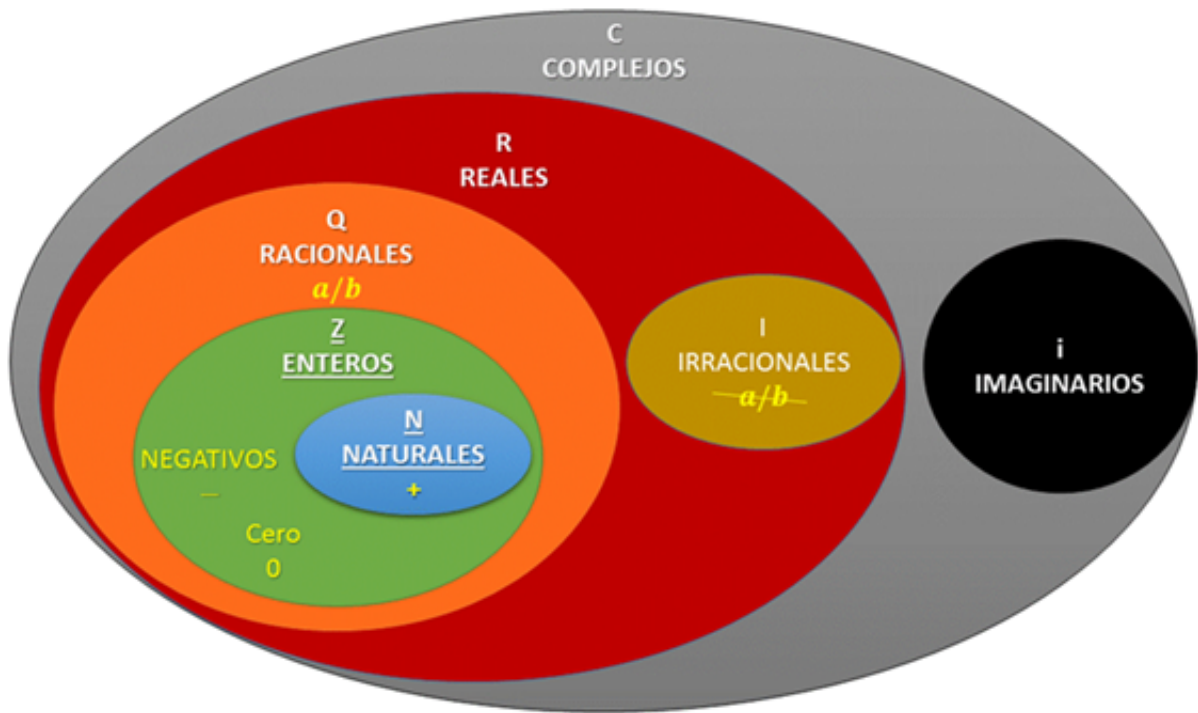 C
COMPLEJOS
R
REALES
Q
RACIONALES
a/b
Z
ENTEROS
N
NATURALES
+
NEGATIVOS
—
Cero
0
I
IRRACIONALES
a/b
i
IMAGINARIOS